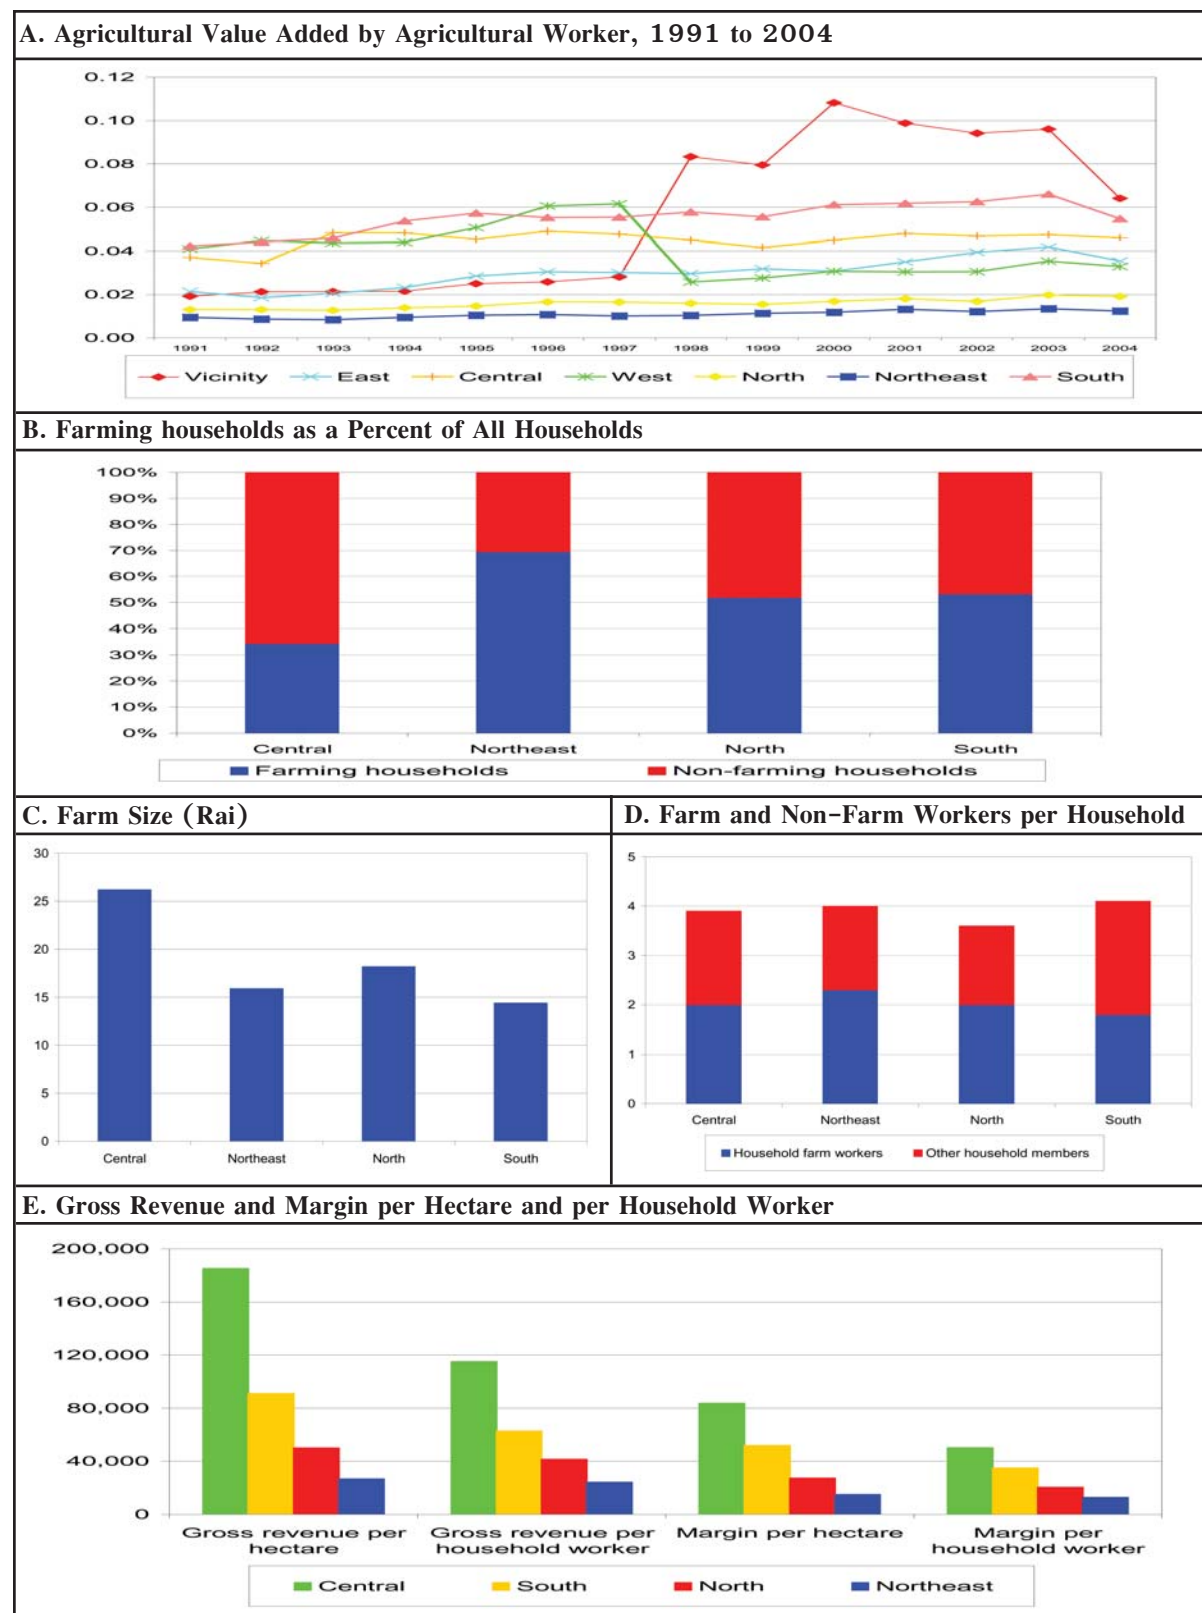 A. Agricultural Value Added by Agricultural Worker, 1991 to 2004
0.12
0.10
0.08
0.06
0.04
0.02
0.00
1991 1992 1993 1994 1995 1996 1997 1998 1999 2000 2001 2002 2003 2004
Vicinity East Central West North Northeast South
B. Farming households as a Percent of All Households
100%
90%
80%
70%
60%
50%
40%
30%
20%
10%
0%
Central Northeast North South
Farming households Non-farming households
C. Farm Size (Rai)
30
25
20
15
10
5
0
Central Northeast North South
D. Farm and Non-Farm Workers per Household
5
4
3
2
1
0
Central Northeast North South
Household farm workers Other household members
E. Gross Revenue and Margin per Hectare and per Household Worker
200,000
160,000
120,000
80,000
40,000
0
Gross revenue per
hectare
Gross revenue per
household worker
Margin per hectare
Margin per
household worker
Central South North Northeast